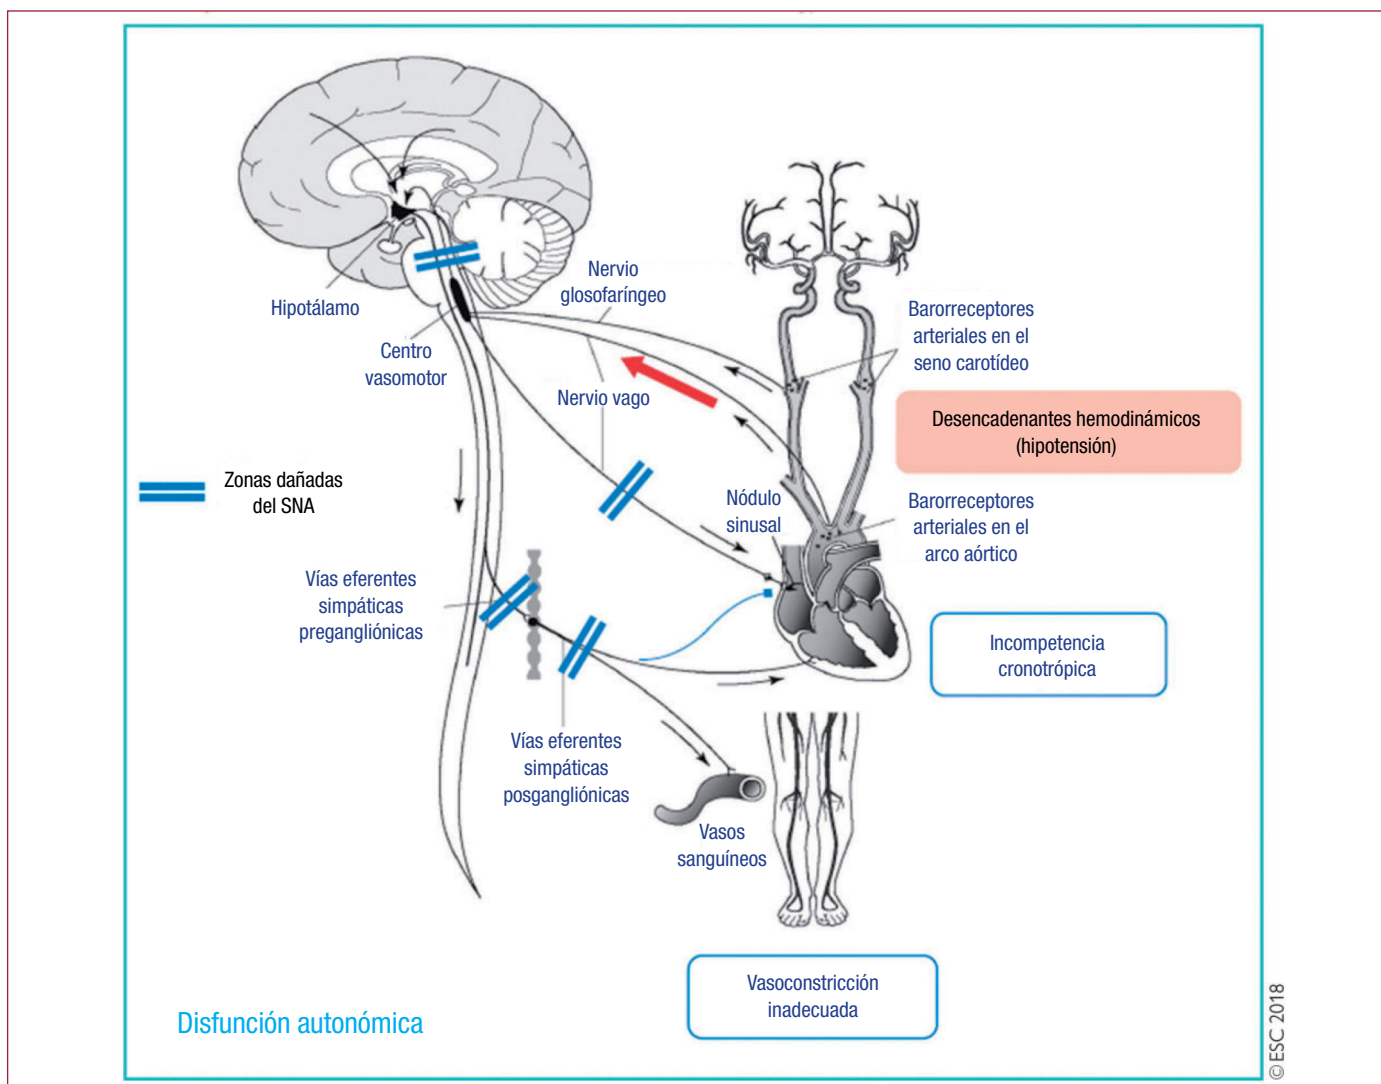 Hipotálamo
Centro
vasomotor
Nervio
glosofaríngeo
Nervio vago
Barorreceptores
arteriales en el
seno carotídeo
Desencadenantes hemodinámicos
(hipotensión)
Zonas dañadas
del SNA
Nódulo
sinusal
Barorreceptores
arteriales en el
arco aórtico
Vías eferentes
simpáticas
pregangliónicas
Incompetencia
cronotrópica
Vías eferentes
simpáticas
posgangliónicas
Vasos
sanguíneos
Vasoconstricción
inadecuada
Disfunción autonómica
© ESC 2018